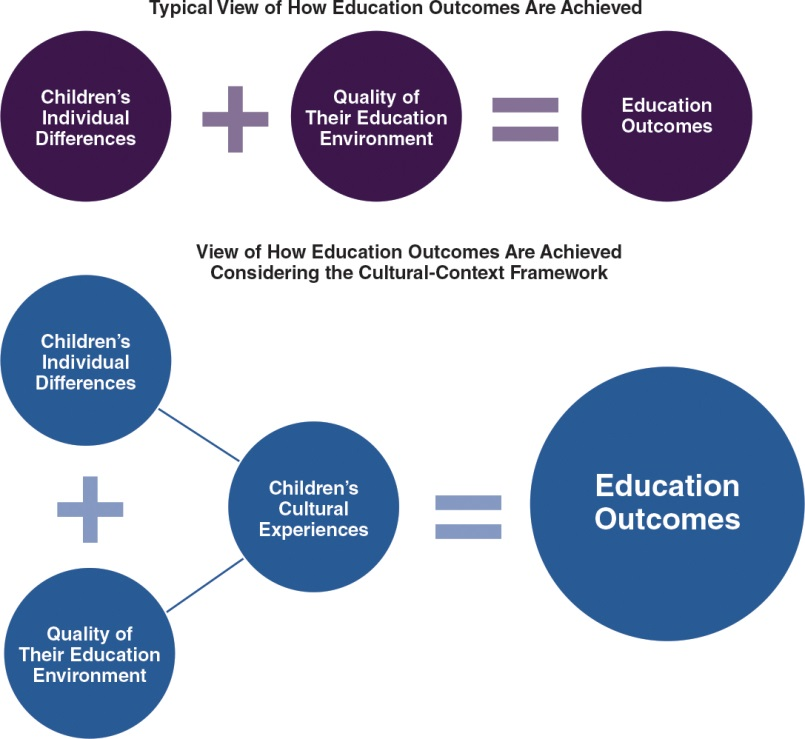 Typical View of How Education Outcomes Are Achieved
Children's
Individual
Differences
+
Quality of
Their Education
Environment
=
Education
Outcomes
View of How Education Outcomes Are Achieved
Considering the Cultural-Context Framework
Children's
Individual
Differences
+
Quality of
Their Education
Environment
Children's
Cultural
Experiences
=
Education
Outcomes